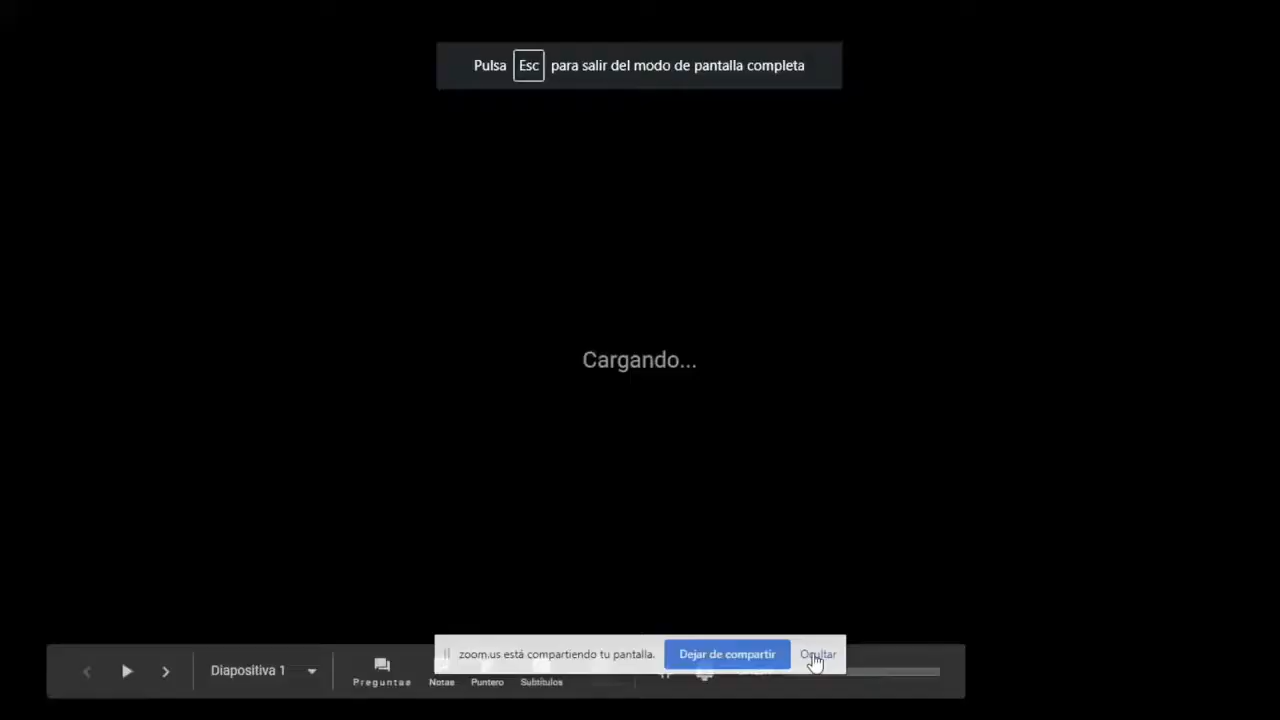 Pulsa Esc para salir del modo de pantalla completa
Cargando...
zoom.us está compartiendo tu pantalla. Dejar de compartir Ocultar
Diapositiva 1
Preguntas Notas Puntero Subtítulos